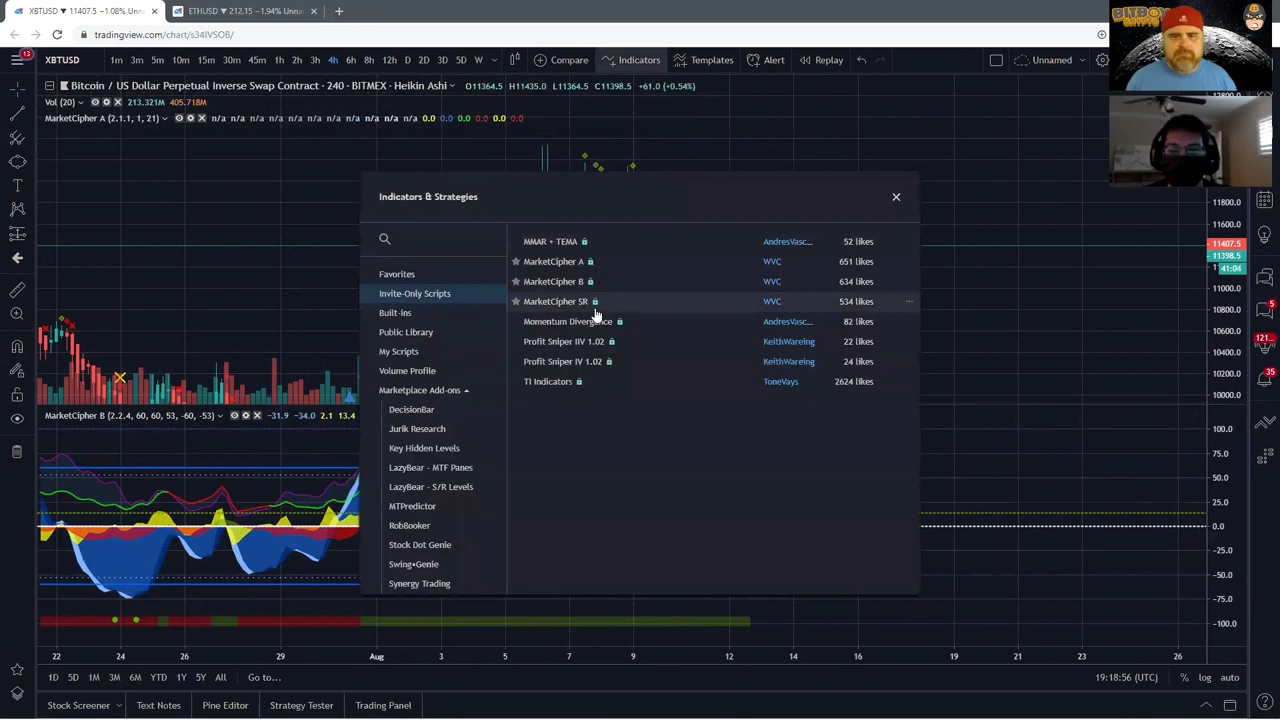 XBTUSD ▼ 11407.5 −1.08% Unna
ETHUSD ▼ 212.15 −1.94% Unna
tradingview.com/chart/s34IVSOB/
BITBOY
CRYPTO
13
XBTUSD
1m 3m 5m 10m 15m 30m 45m 1h 2h 3h 4h 6h 8h 12h D 2D 3D 5D W
Compare
Indicators
Templates
Alert
Replay
Unnamed
Bitcoin / US Dollar Perpetual Inverse Swap Contract · 240 · BITMEX · Heikin Ashi
O11364.5 H11435.0 L11364.5 C11398.5 +61.0 (+0.54%)
Vol (20) 213.321M 405.718M
MarketCipher A (2.1.1, 1, 21) n/a n/a n/a n/a n/a n/a n/a n/a n/a n/a 0.0 0.0 0.0 0.0 0.0 0.0
Indicators & Strategies
Favorites
Invite-Only Scripts
Built-ins
Public Library
My Scripts
Volume Profile
Marketplace Add-ons
DecisionBar
Jurik Research
Key Hidden Levels
LazyBear - MTF Panes
LazyBear - S/R Levels
MTPredictor
RobBooker
Stock Dot Genie
Swing•Genie
Synergy Trading
MMAR + TEMA AndresVasc... 52 likes
MarketCipher A WVC 651 likes
MarketCipher B WVC 634 likes
MarketCipher SR WVC 534 likes
Momentum Divergence AndresVasc... 82 likes
Profit Sniper IIV 1.02 KeithWareing 22 likes
Profit Sniper IV 1.02 KeithWareing 24 likes
TI Indicators ToneVays 2624 likes
11800.0
11600.0
11407.5
11398.5
41:04
11000.0
10800.0
10600.0
10400.0
10200.0
10000.0
121
35
MarketCipher B (2.2.4, 60, 60, 53, -60, -53) −31.9 −34.0 2.1 13.4
100.0
75.0
50.0
25.0
0.0
−25.0
−50.0
−75.0
−100.0
22 24 26 29 Aug 5 7 9 12 14 16 19 21 23 26
1D 5D 1M 3M 6M YTD 1Y 5Y All Go to...
19:18:56 (UTC) % log auto
Stock Screener
Text Notes
Pine Editor
Strategy Tester
Trading Panel